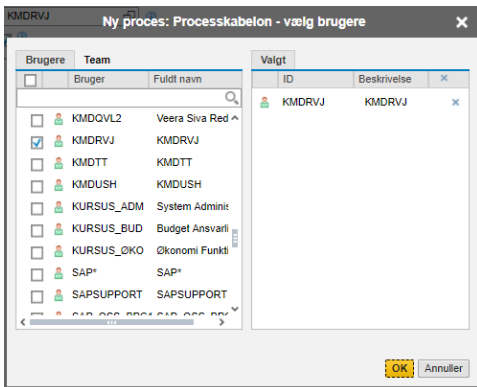 KMDRVJ
Ny proces: Processkabelon - vælg brugere
Brugere Team
Bruger Fuldt navn
KMDQVL2 Veera Siva Red
KMDRVJ KMDRVJ
KMDTT KMDTT
KMDUSH KMDUSH
KURSUS_ADM System Adminis
KURSUS_BUD Budget Ansvarli
KURSUS_ØKO Økonomi Funkti
SAP* SAP*
SAPSUPPORT SAPSUPPORT
Valgt
ID Beskrivelse
KMDRVJ KMDRVJ
OK Annuller